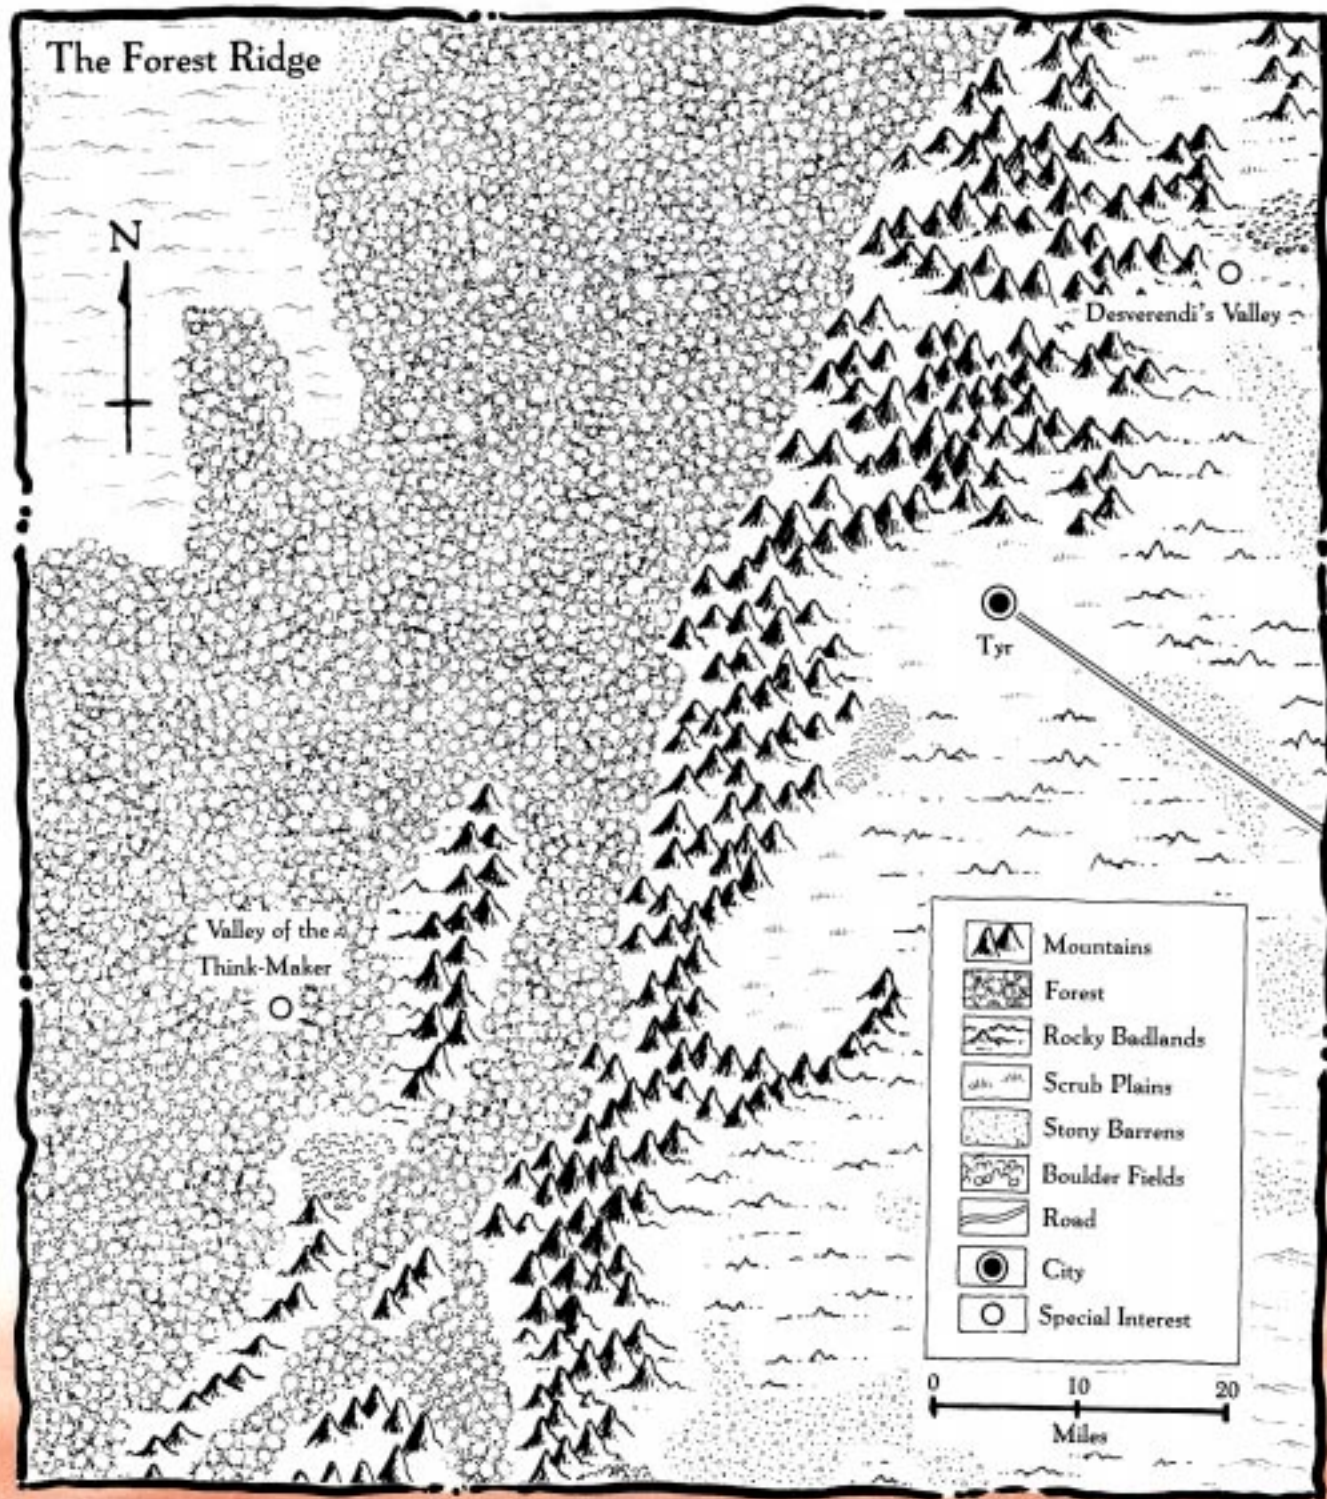 The Forest Ridge
N
Desverendi's Valley
Tyr
Valley of the
Think-Maker
Mountains
Forest
Rocky Badlands
Scrub Plains
Stony Barrens
Boulder Fields
Road
City
Special Interest
0 10 20
Miles